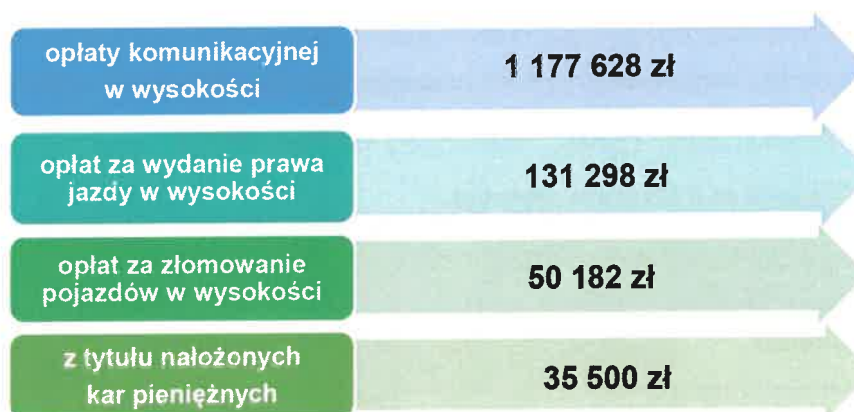 opłaty komunikacyjnej
w wysokości
1 177 628 zł
opłat za wydanie prawa
jazdy w wysokości
131 298 zł
opłat za złomowanie
pojazdów w wysokości
50 182 zł
z tytułu nałożonych
kar pieniężnych
35 500 zł